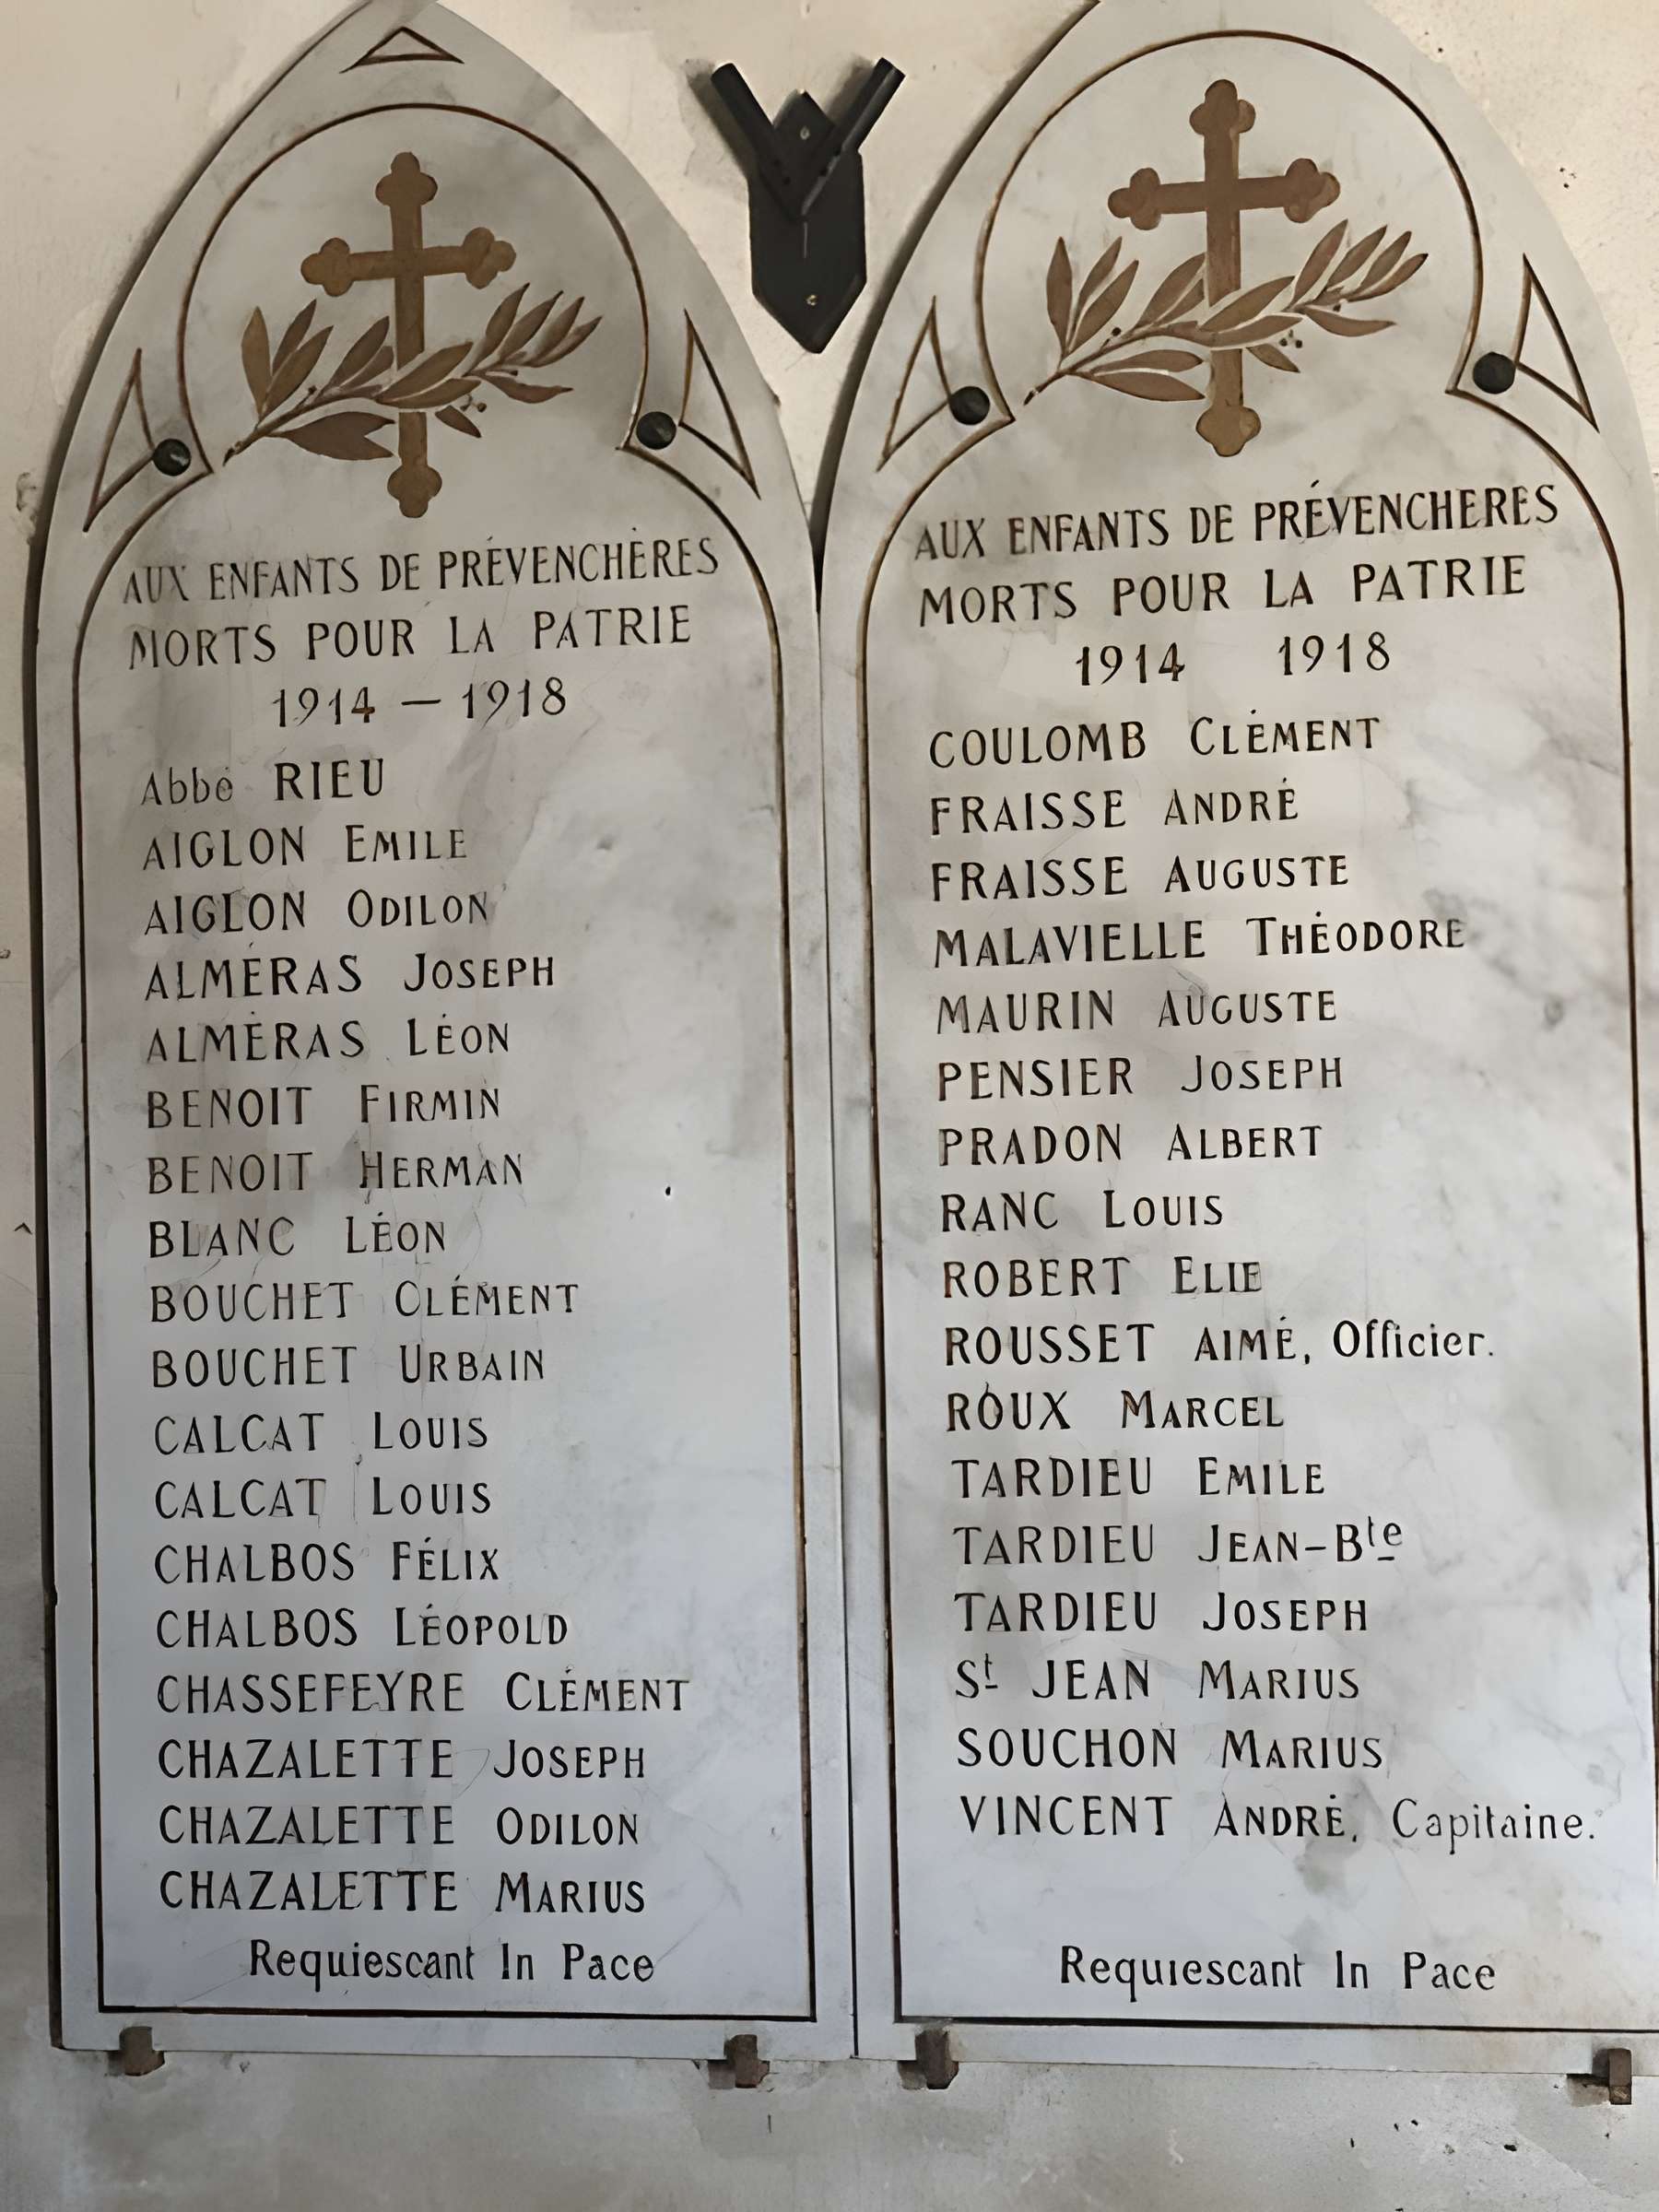 AUX ENFANTS DE PRÉVENCHÈRES
MORTS POUR LA PATRIE
1914 – 1918
Abbé RIEU
AIGLON EMILE
AIGLON ODILON
ALMÉRAS JOSEPH
ALMÉRAS LÉON
BENOIT FIRMIN
BENOIT HERMAN
BLANC LÉON
BOUCHET CLÉMENT
BOUCHET URBAIN
CALCAT LOUIS
CALCAT LOUIS
CHALBOS FÉLIX
CHALBOS LÉOPOLD
CHASSEFEYRE CLÉMENT
CHAZALETTE JOSEPH
CHAZALETTE ODILON
CHAZALETTE MARIUS
Requiescant In Pace
AUX ENFANTS DE PRÉVENCHERES
MORTS POUR LA PATRIE
1914 1918
COULOMB CLÉMENT
FRAISSE ANDRÉ
FRAISSE AUGUSTE
MALAVIELLE THÉODORE
MAURIN AUGUSTE
PENSIER JOSEPH
PRADON ALBERT
RANC LOUIS
ROBERT ELIE
ROUSSET AIMÉ, Officier.
ROUX MARCEL
TARDIEU EMILE
TARDIEU JEAN-Bte
TARDIEU JOSEPH
St JEAN MARIUS
SOUCHON MARIUS
VINCENT ANDRÉ, Capitaine.
Requiescant In Pace